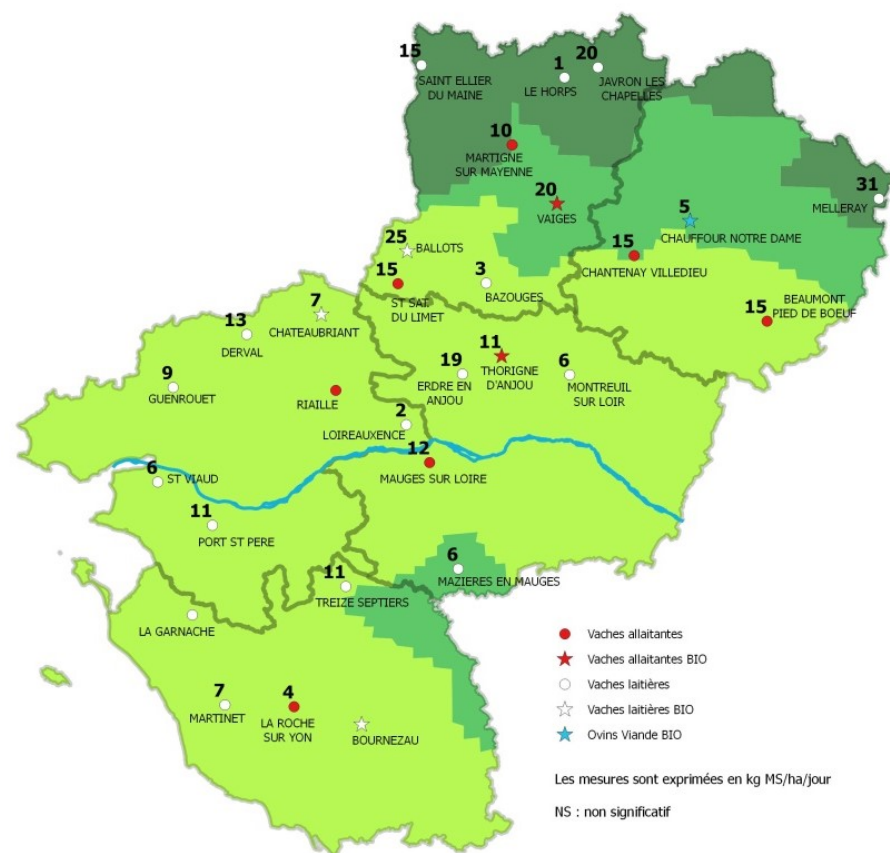 15
SAINT ELLIER
DU MAINE
1
LE HORPS
20
JAVRON LES
CHAPELLES
10
MARTIGNE
SUR MAYENNE
20
VAIGES
31
MELLERAY
5
CHAUFFOUR NOTRE DAME
25
BALLOTS
15
ST SAT.
DU LIMET
3
BAZOUGES
15
CHANTENAY VILLEDIEU
15
BEAUMONT
PIED DE BOEUF
7
CHATEAUBRIANT
13
DERVAL
9
GUENROUET
RIAILLE
19
ERDRE EN
ANJOU
11
THORIGNE
D'ANJOU
6
MONTREUIL
SUR LOIR
2
LOIREAUXENCE
12
MAUGES SUR LOIRE
6
ST VIAUD
11
PORT ST PERE
6
MAZIERES EN MAUGES
11
TREIZE SEPTIERS
LA GARNACHE
7
MARTINET
4
LA ROCHE
SUR YON
BOURNEZAU
Vaches allaitantes
Vaches allaitantes BIO
Vaches laitières
Vaches laitières BIO
Ovins Viande BIO
Les mesures sont exprimées en kg MS/ha/jour
NS : non significatif